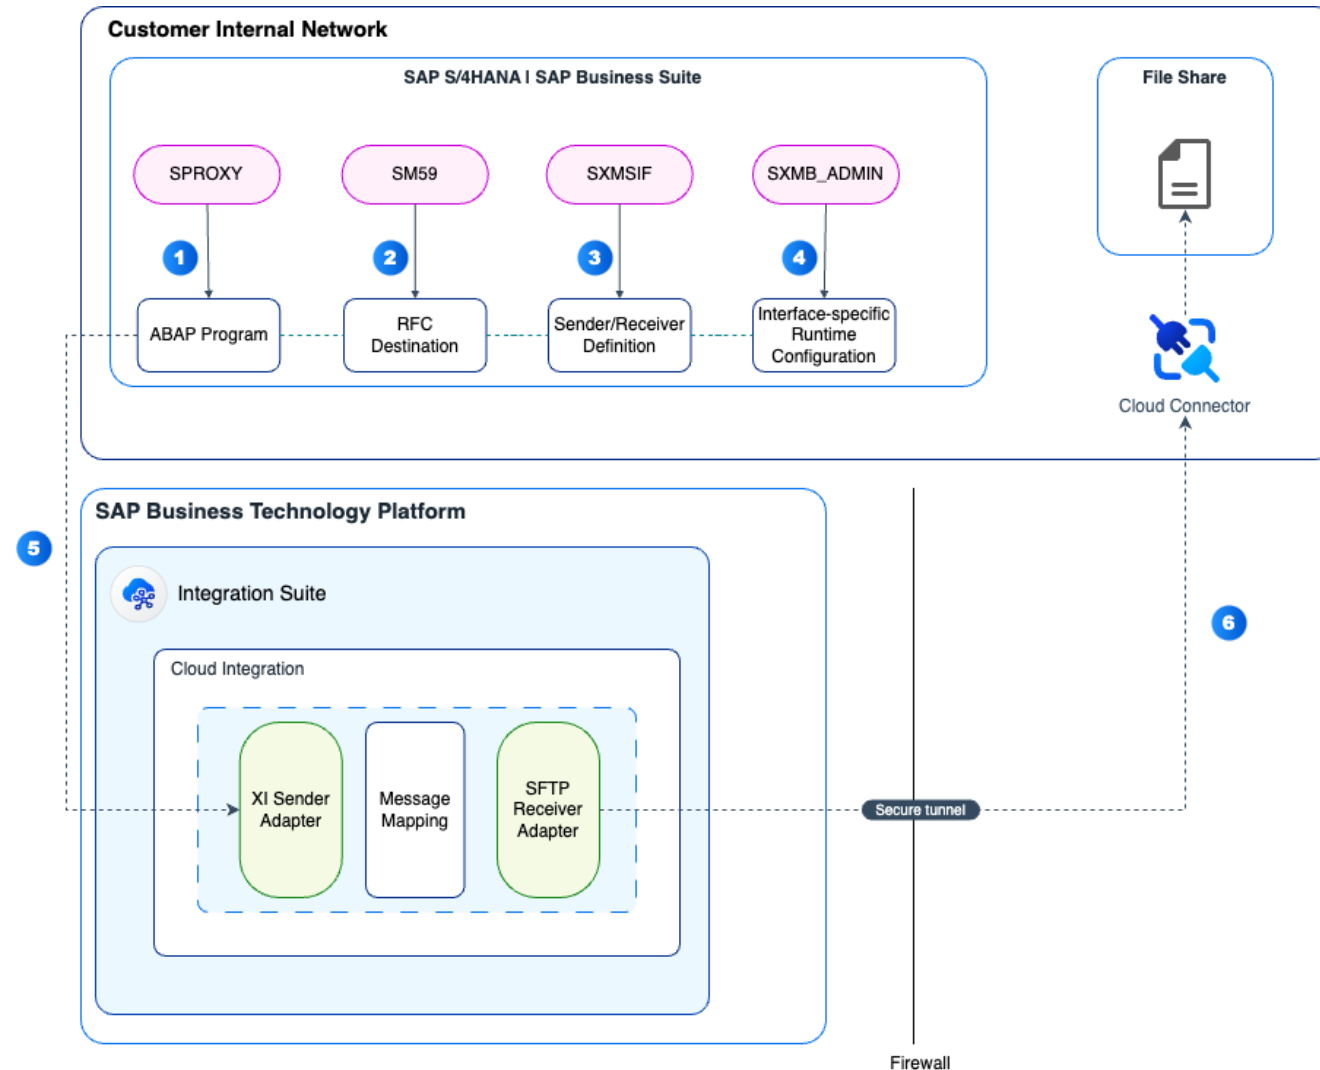 Customer Internal Network
SAP S/4HANA | SAP Business Suite
File Share
SPROXY
SM59
SXMSIF
SXMB_ADMIN
1
2
3
4
ABAP Program
RFC
Destination
Sender/Receiver
Definition
Interface-specific
Runtime
Configuration
Cloud Connector
SAP Business Technology Platform
5
Integration Suite
6
Cloud Integration
XI Sender
Adapter
Message
Mapping
SFTP
Receiver
Adapter
Secure tunnel
Firewall